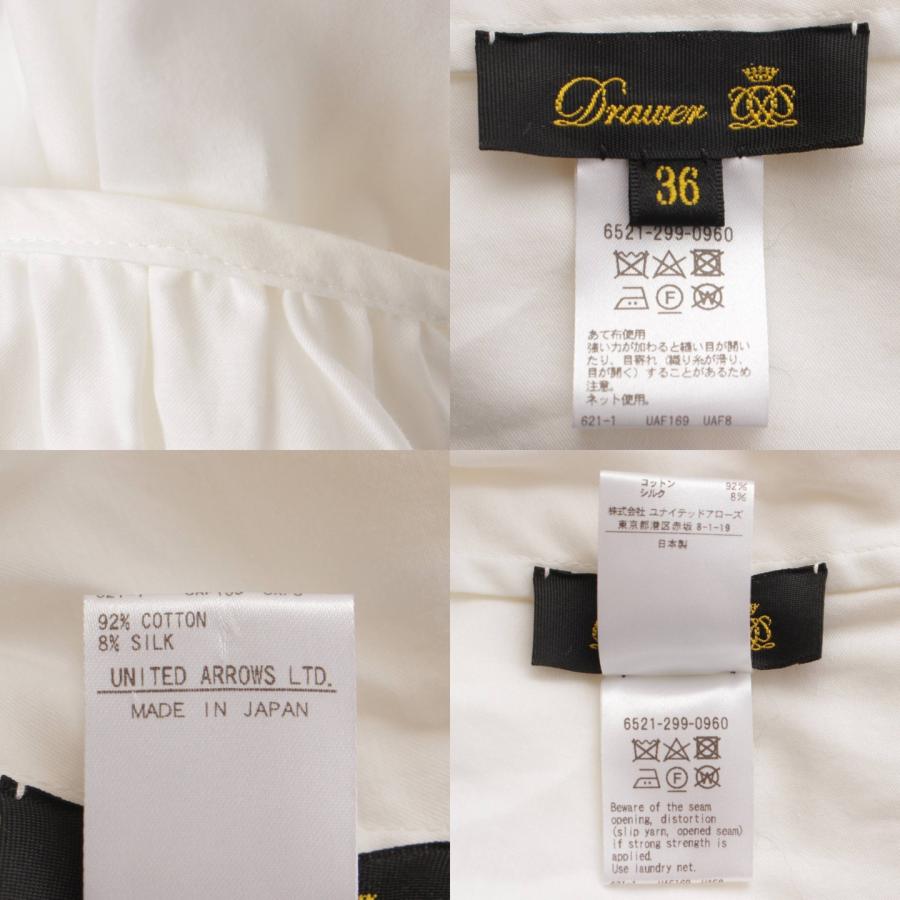 Drawer
36
6521-299-0960
F
W
あて布使用
強い力が加わると縫い目が開い
たり、目寄れ（織り糸が滑り、
目が開く）することがあるため
注意。
ネット使用。
621-1 UAF169 UAF8
92% COTTON
8% SILK
UNITED ARROWS LTD.
MADE IN JAPAN
コットン 92%
シルク 8%
株式会社 ユナイテッドアローズ
東京都港区赤坂 8-1-19
日本製
6521-299-0960
F
W
Beware of the seam
opening, distortion
(slip yarn, opened seam)
if strong strength is
applied.
Use laundry net.